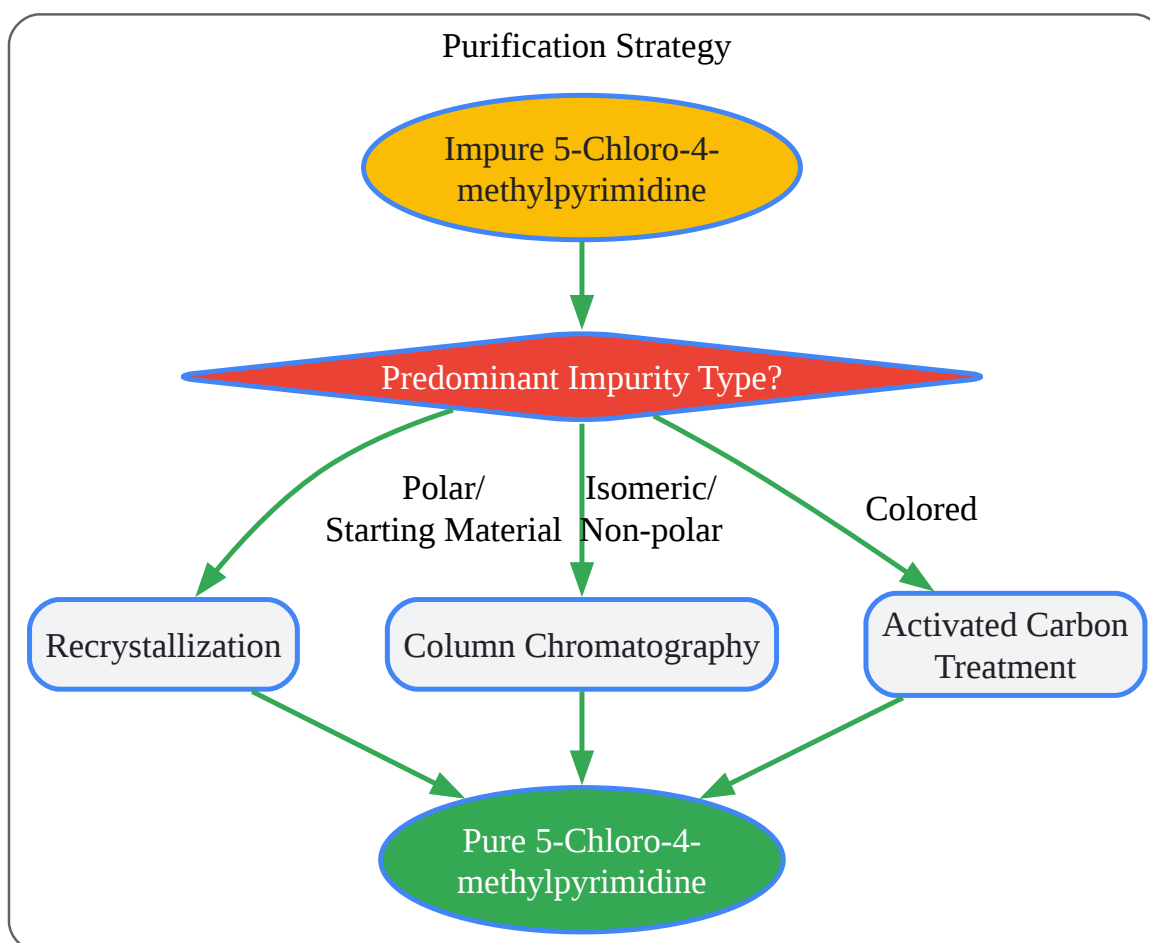 Purification Strategy
Impure 5-Chloro-4-
methylpyrimidine
Predominant Impurity Type?
Polar/
Starting Material
Isomeric/
Non-polar
Colored
Recrystallization
Column Chromatography
Activated Carbon
Treatment
Pure 5-Chloro-4-
methylpyrimidine